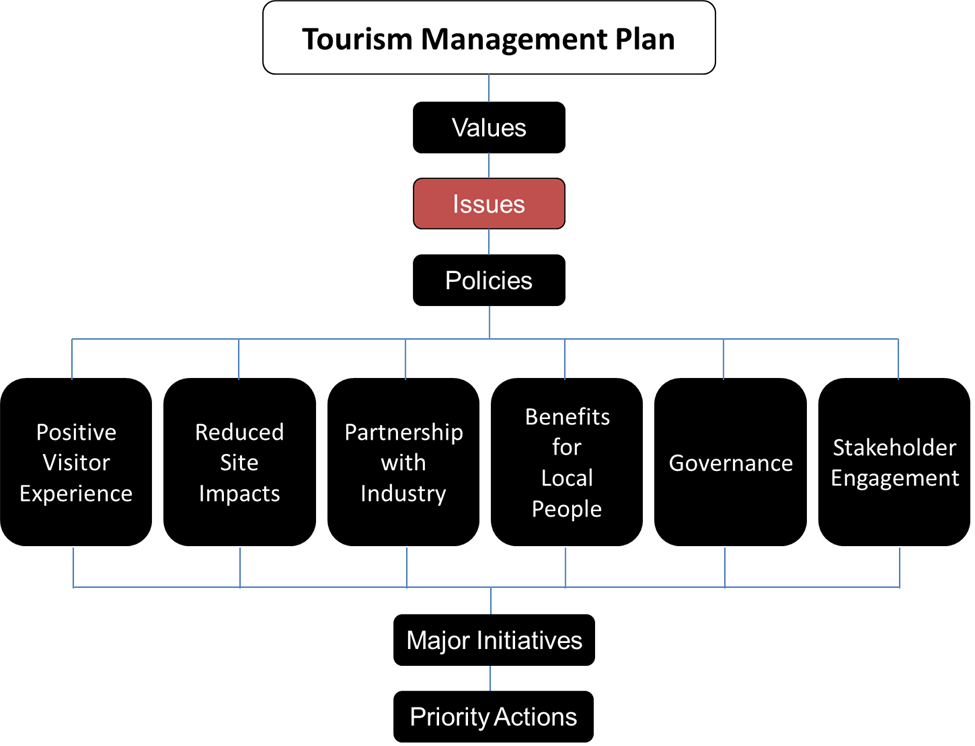 Tourism Management Plan
Values
Issues
Policies
Positive
Visitor
Experience
Reduced
Site
Impacts
Partnership
with
Industry
Benefits
for
Local
People
Governance
Stakeholder
Engagement
Major Initiatives
Priority Actions